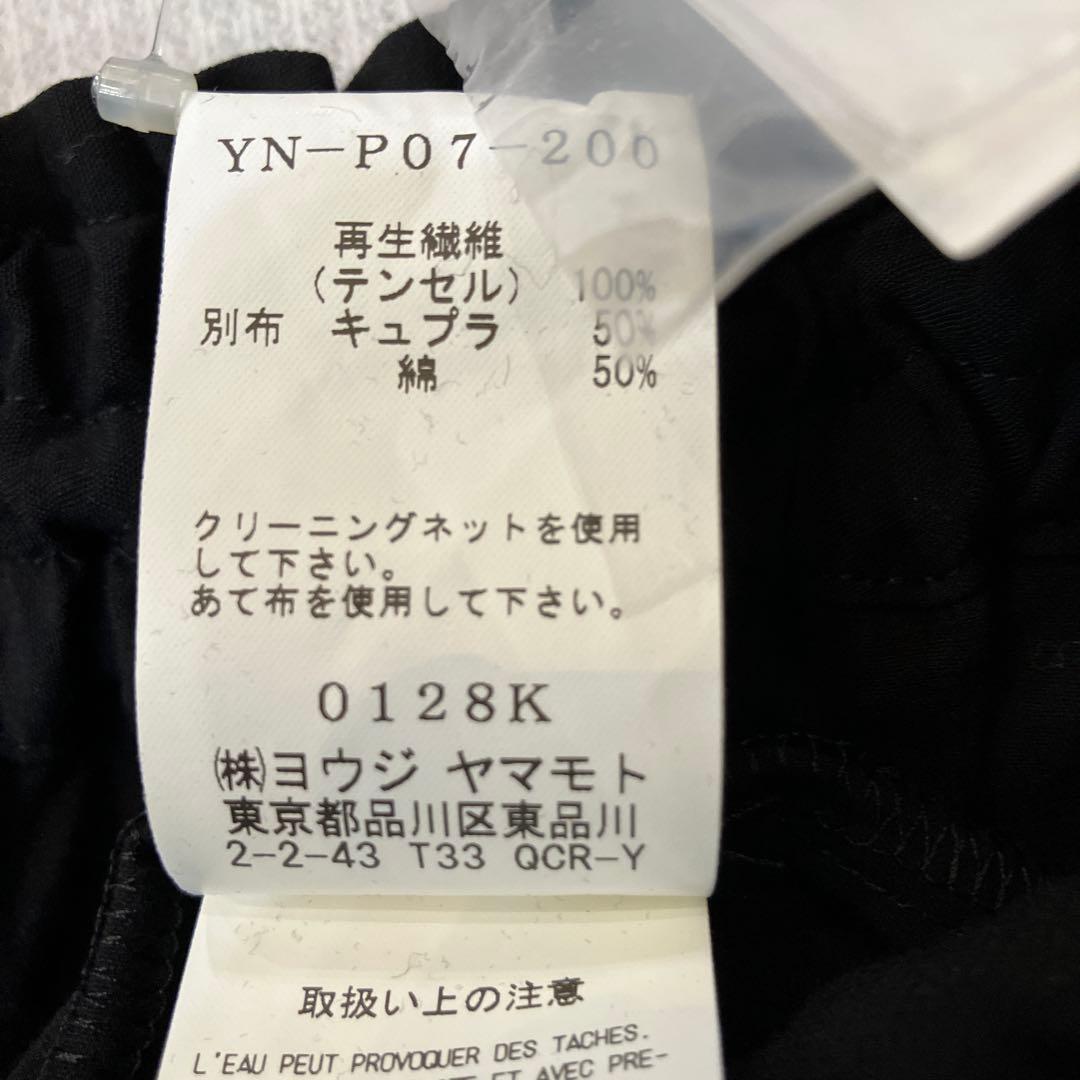 YN-P07-200
再生繊維
(テンセル) 100%
別布 キュプラ 50%
綿 50%
クリーニングネットを使用
して下さい。
あて布を使用して下さい。
0128K
㈱ヨウジ ヤマモト
東京都品川区東品川
2-2-43 T33 QCR-Y
取扱い上の注意
L'EAU PEUT PROVOQUER DES TACHES.
ET AVEC PRE-